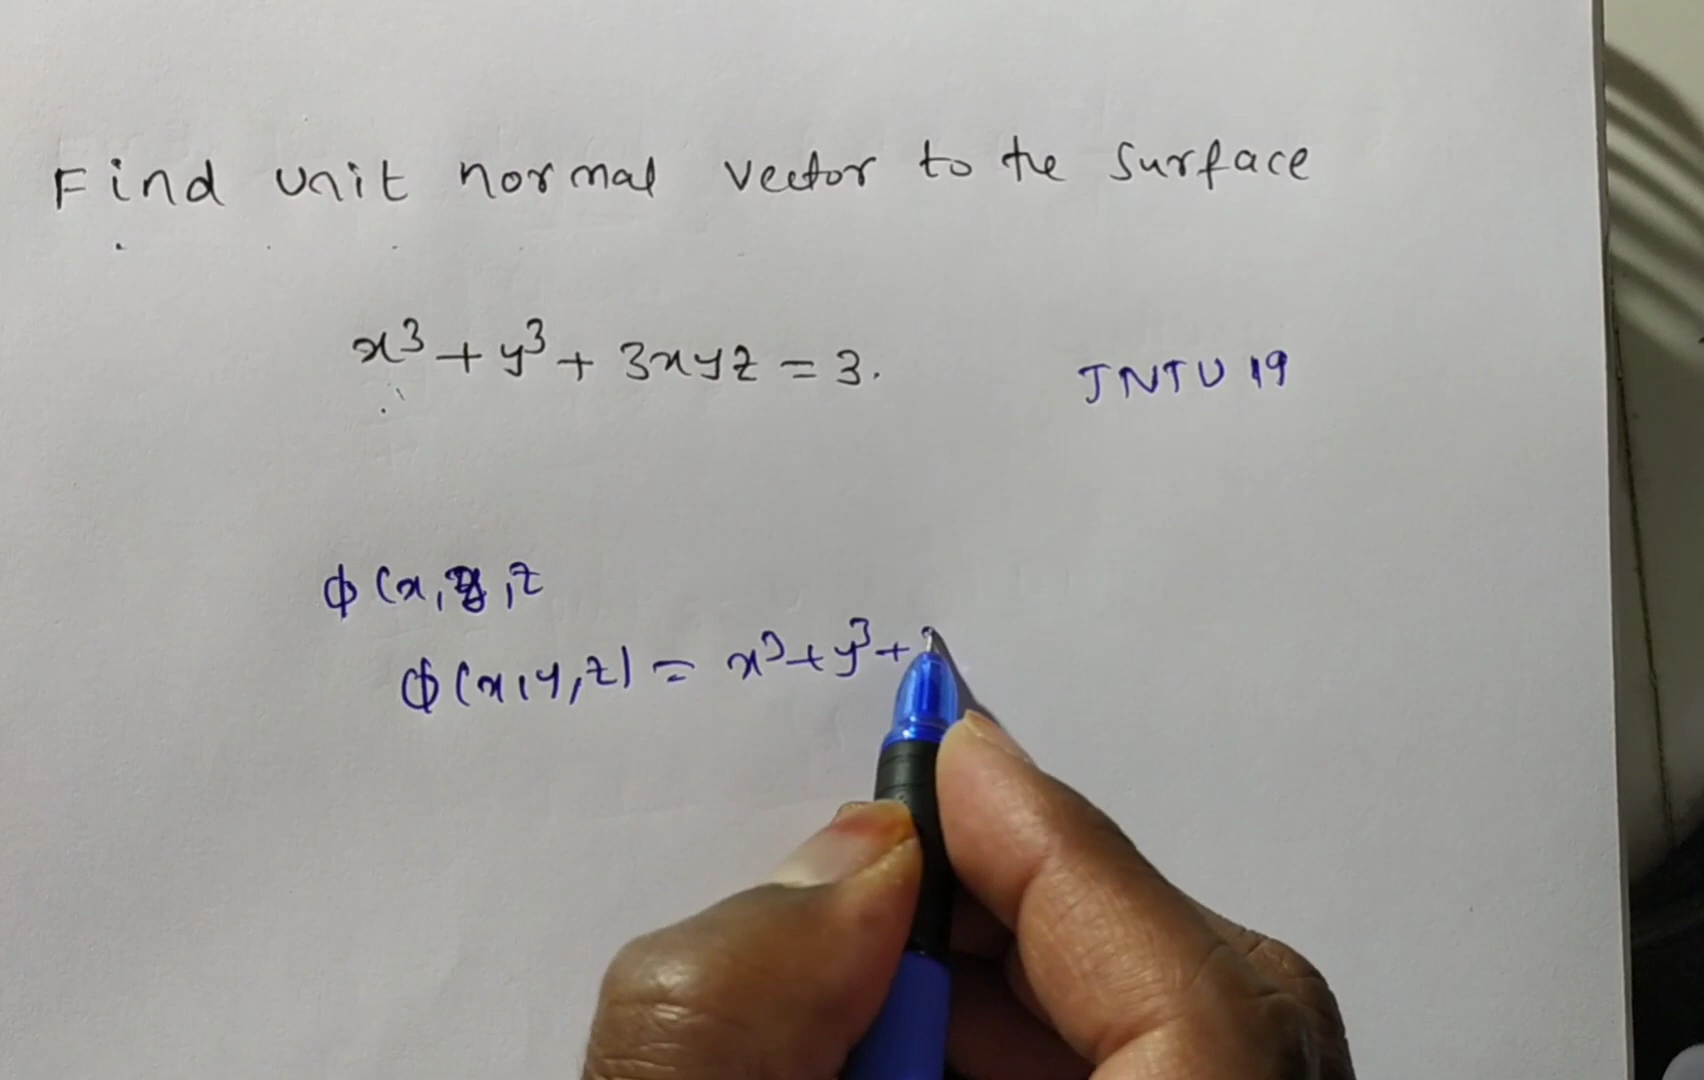 Find unit normal vector to the surface
x³ + y³ + 3xyz = 3.
JNTU 19
φ(x, y, z
φ(x, y, z) = x³ + y³ +